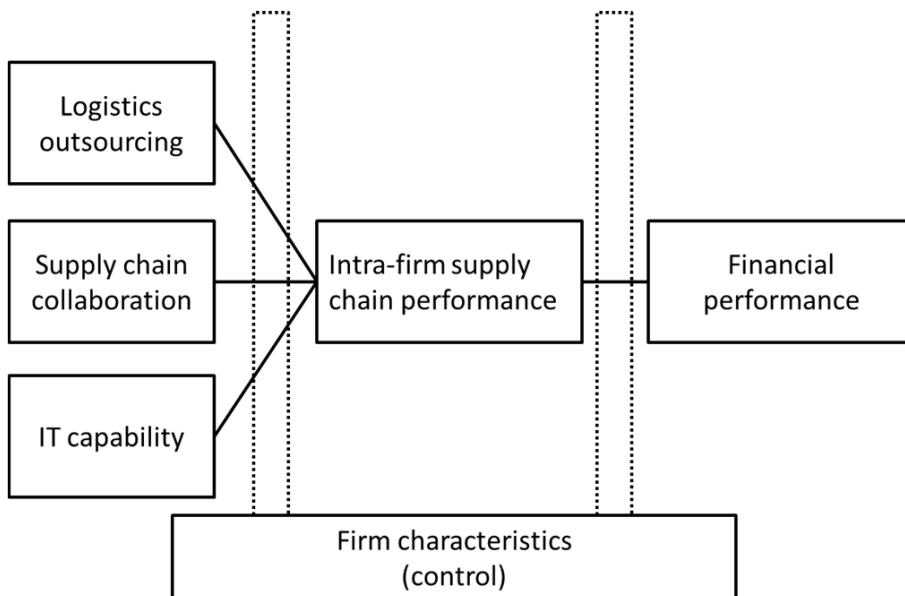 Logistics
outsourcing
Supply chain
collaboration
IT capability
Intra-firm supply
chain performance
Financial
performance
Firm characteristics
(control)